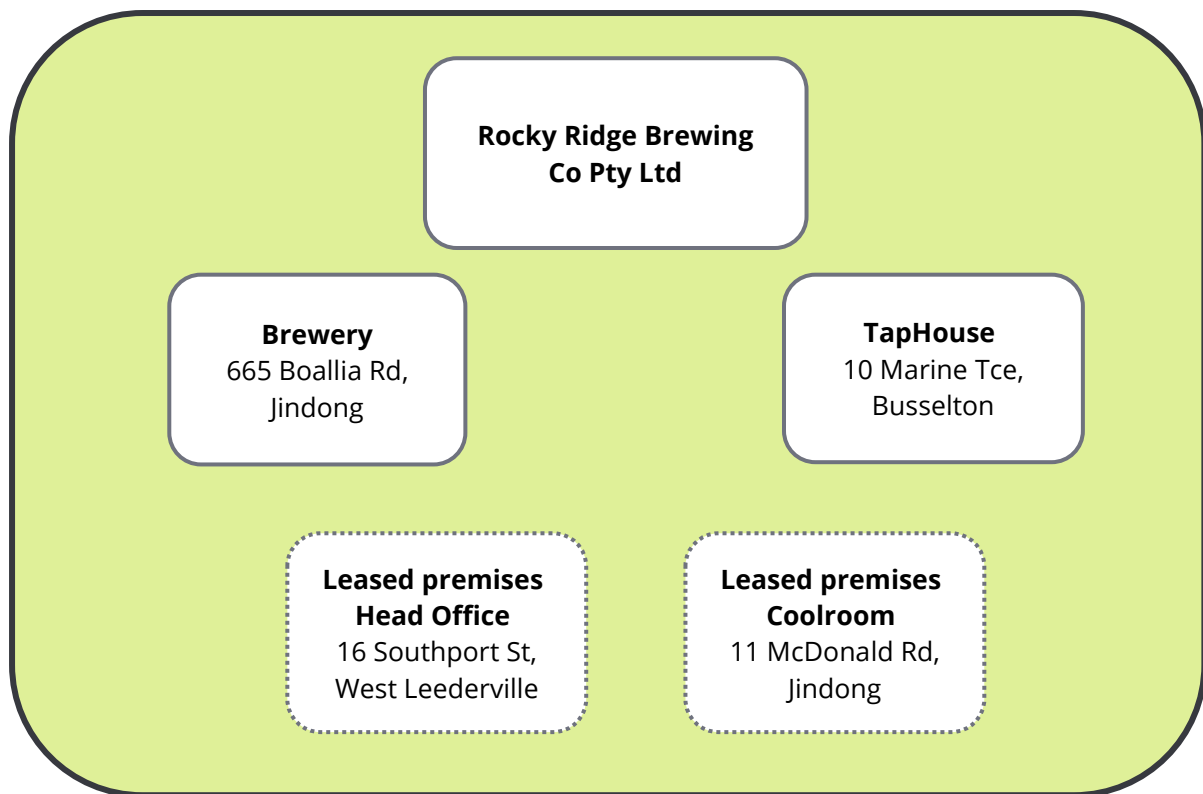 Rocky Ridge Brewing
Co Pty Ltd
Brewery
665 Boallia Rd,
Jindong
TapHouse
10 Marine Tce,
Busselton
Leased premises
Head Office
16 Southport St,
West Leederville
Leased premises
Coolroom
11 McDonald Rd,
Jindong